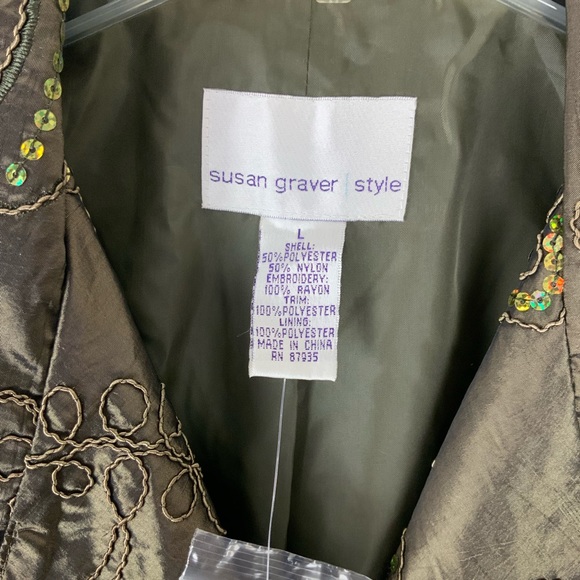 susan graver | style
L
SHELL:
50%POLYESTER
50% NYLON
EMBROIDERY:
100% RAYON
TRIM:
100%POLYESTER
LINING:
100%POLYESTER
MADE IN CHINA
RN 87935